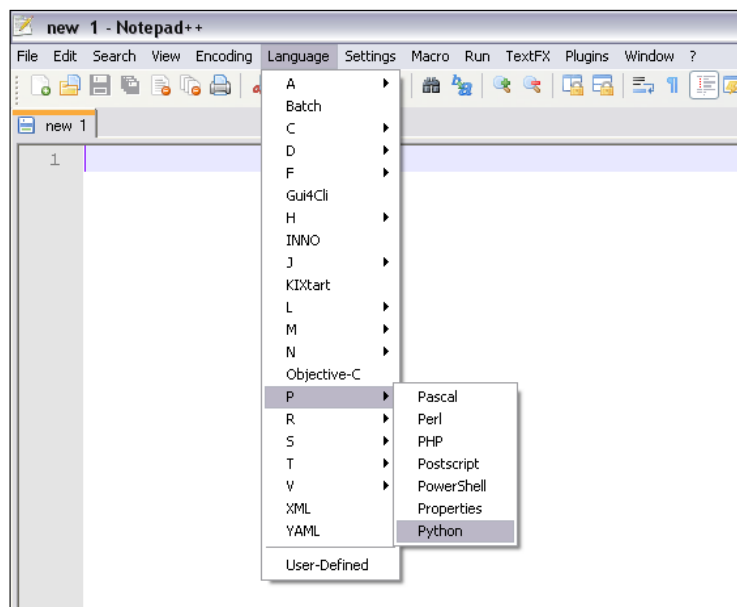 new 1 - Notepad++
File Edit Search View Encoding Language Settings Macro Run TextFX Plugins Window ?
new 1
1
A
Batch
C
D
F
Gui4Cli
H
INNO
J
KIXtart
L
M
N
Objective-C
P
R
S
T
V
XML
YAML
User-Defined
Pascal
Perl
PHP
Postscript
PowerShell
Properties
Python